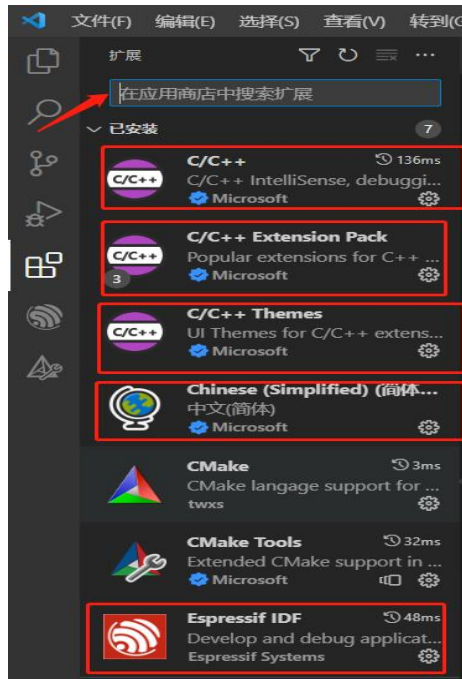 文件(F) 编辑(E) 选择(S) 查看(V) 转到(G
扩展
在应用商店中搜索扩展
已安装 7
C/C++ 136ms
C/C++
C/C++ IntelliSense, debuggi...
Microsoft
C/C++ Extension Pack
C/C++
Popular extensions for C++ ...
3
Microsoft
C/C++ Themes
C/C++
UI Themes for C/C++ extens...
Microsoft
Chinese (Simplified) (简体...
中文(简体)
Microsoft
CMake 3ms
CMake langage support for ...
twxs
CMake Tools 32ms
Extended CMake support in ...
Microsoft
Espressif IDF 48ms
Develop and debug applicat...
Espressif Systems